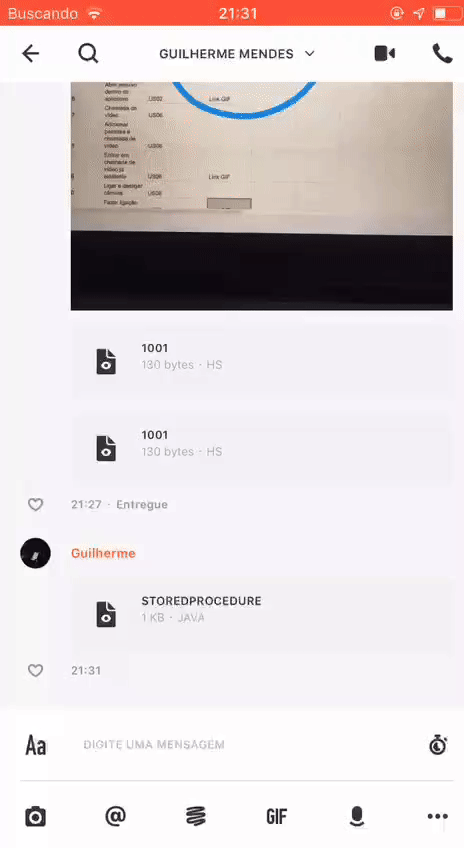 Buscando 21:31
GUILHERME MENDES
Abrir arquivo
dentro do
aplicativo US02 Link GIF
7 Chamada de
vídeo US06
Adicionar
pessoas a
chamada de
vídeo US06
Entrar em
chamada de
vídeo já
existente US06 Link GIF
Ligar e desligar
câmera US06
Fazer ligação
1001
130 bytes · HS
1001
130 bytes · HS
21:27 · Entregue
Guilherme
STOREDPROCEDURE
1 KB · JAVA
21:31
Aa DIGITE UMA MENSAGEM
@ GIF